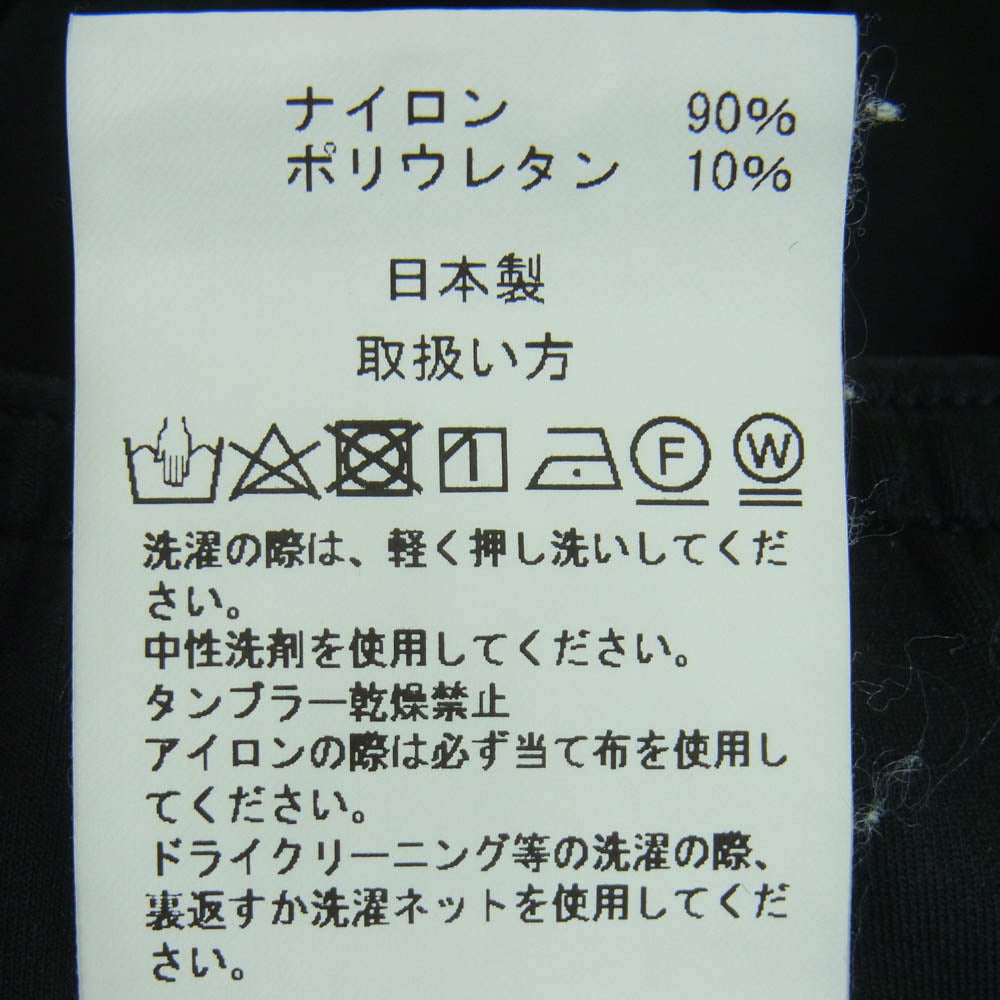 ナイロン 90%
ポリウレタン 10%
日本製
取扱い方
F W
洗濯の際は、軽く押し洗いしてくだ
さい。
中性洗剤を使用してください。
タンブラー乾燥禁止
アイロンの際は必ず当て布を使用し
てください。
ドライクリーニング等の洗濯の際、
裏返すか洗濯ネットを使用してくだ
さい。